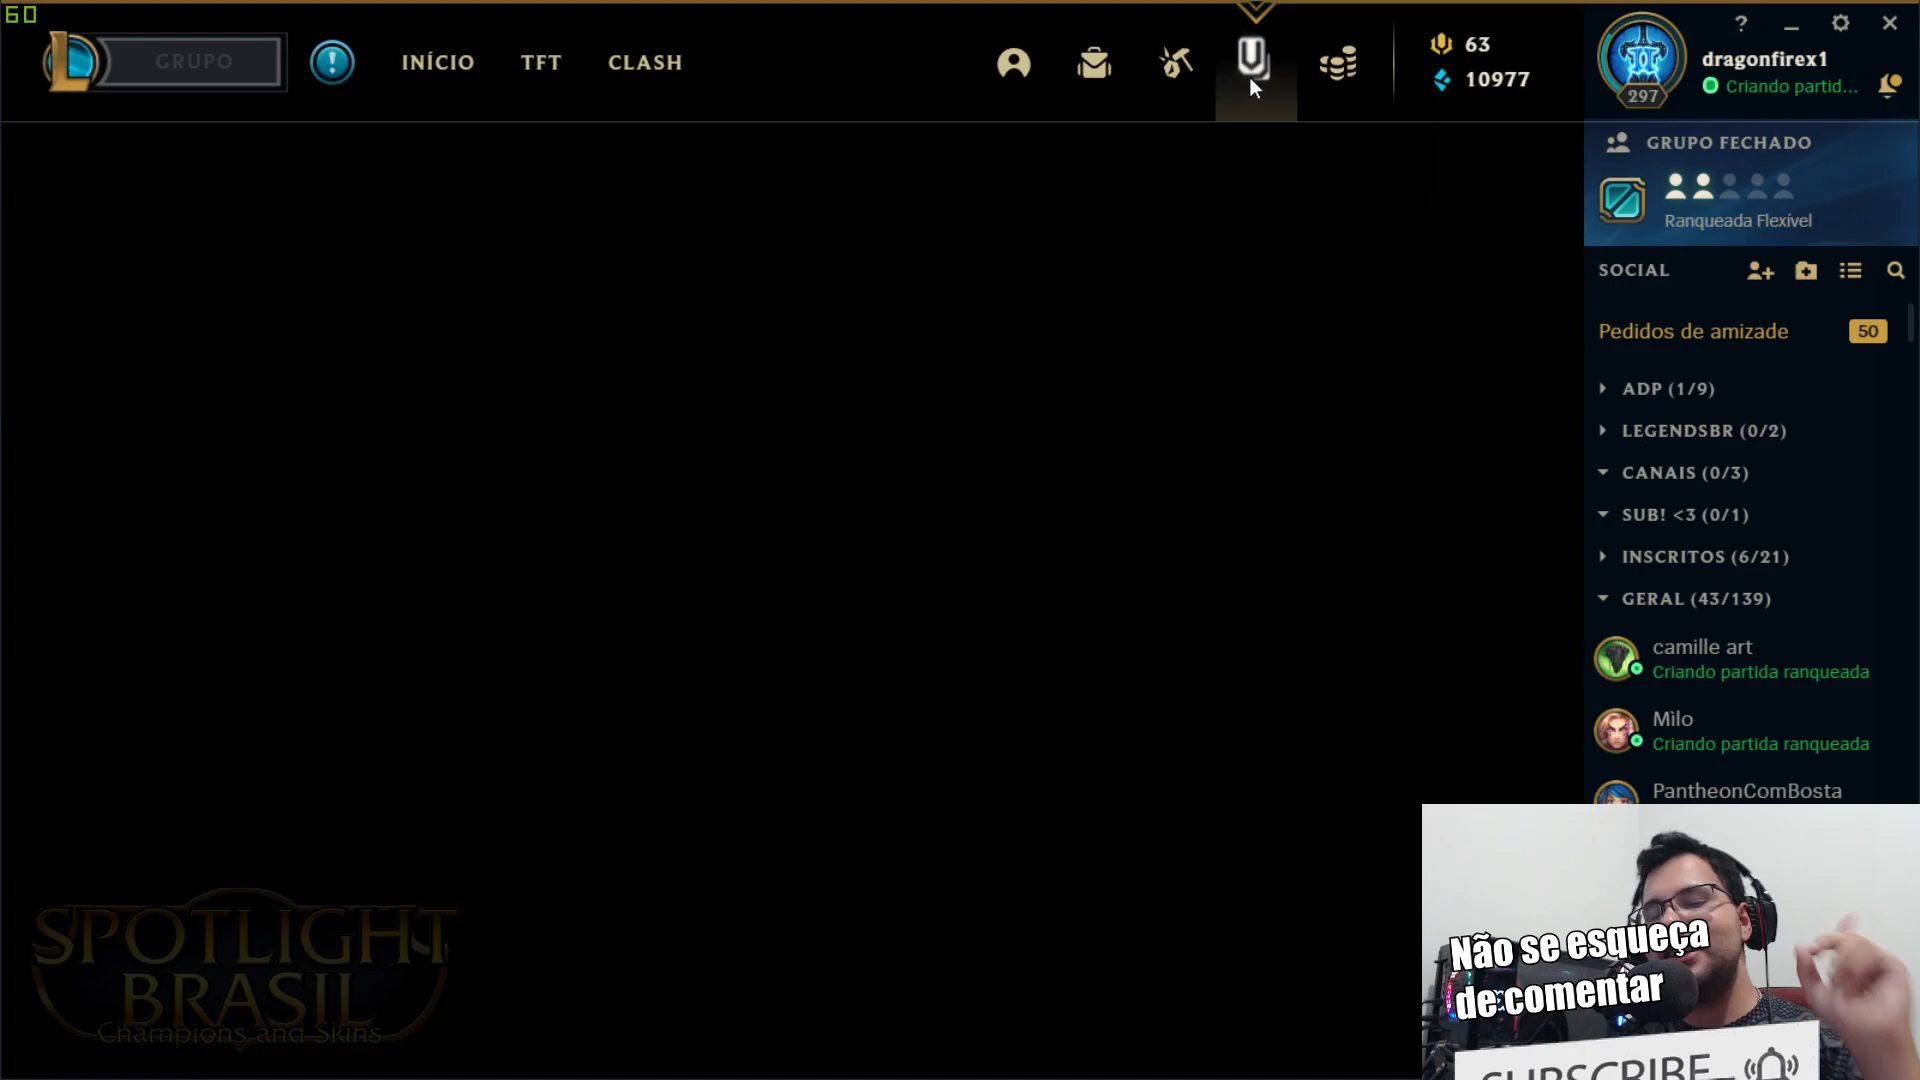 60
GRUPO
INÍCIO
TFT
CLASH
63
10977
?
297
dragonfirex1
Criando partid...
GRUPO FECHADO
Ranqueada Flexível
SOCIAL
Pedidos de amizade
50
ADP (1/9)
LEGENDSBR (0/2)
CANAIS (0/3)
SUB! <3 (0/1)
INSCRITOS (6/21)
GERAL (43/139)
camille art
Criando partida ranqueada
Mìlo
Criando partida ranqueada
PantheonComBosta
SPOTLIGHT
BRASIL
Champions and Skins
Não se esqueça
de comentar
SUBSCRIBE